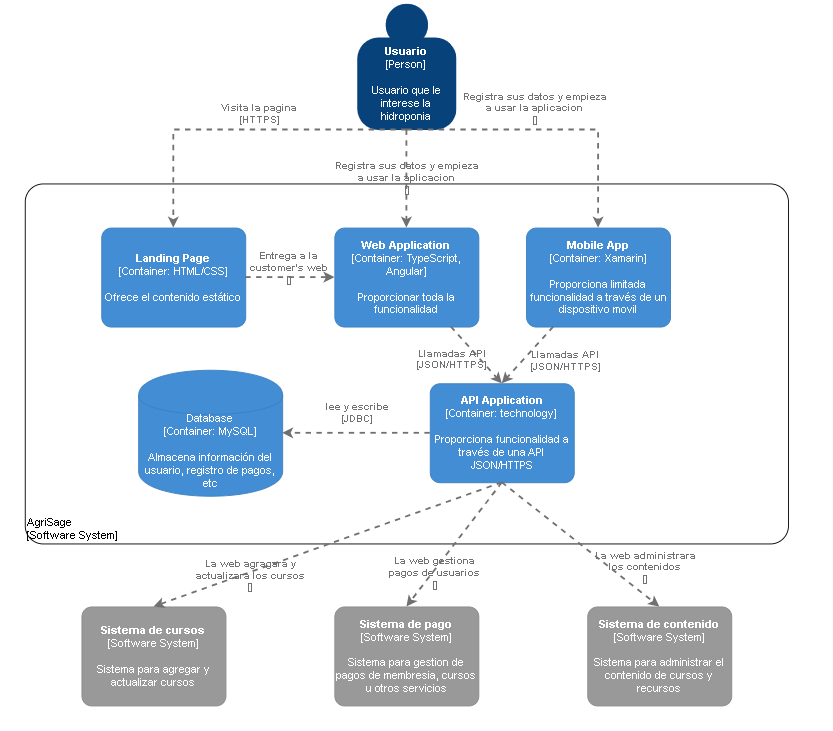 Usuario
[Person]
Usuario que le
interese la
hidroponia
Visita la pagina
[HTTPS]
Registra sus datos y empieza
a usar la aplicacion
[]
Registra sus datos y empieza
a usar la aplicacion
[]
Landing Page
[Container: HTML/CSS]
Ofrece el contenido estático
Entrega a la
customer's web
[]
Web Application
[Container: TypeScript,
Angular]
Proporcionar toda la
funcionalidad
Mobile App
[Container: Xamarin]
Proporciona limitada
funcionalidad a través de un
dispositivo movil
Llamadas API
[JSON/HTTPS]
Llamadas API
[JSON/HTTPS]
Database
[Container: MySQL]
Almacena información del
usuario, registro de pagos,
etc
lee y escribe
[JDBC]
API Application
[Container: technology]
Proporciona funcionalidad a
través de una API
JSON/HTTPS
AgriSage
[Software System]
La web agragará y
actualizará los cursos
[]
La web gestiona
pagos de usuarios
[]
La web administrara
los contenidos
[]
Sistema de cursos
[Software System]
Sistema para agregar y
actualizar cursos
Sistema de pago
[Software System]
Sistema para gestion de
pagos de membresia, cursos
u otros servicios
Sistema de contenido
[Software System]
Sistema para administrar el
contenido de cursos y
recursos